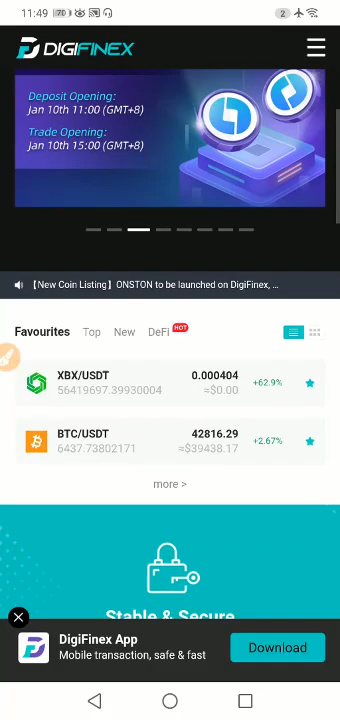 11:49 70 2
DIGIFINEX
Deposit Opening:
Jan 10th 11:00 (GMT+8)
Trade Opening:
Jan 10th 15:00 (GMT+8)
【New Coin Listing】ONSTON to be launched on DigiFinex, ...
Favourites Top New DeFi HOT
XBX/USDT 0.000404 +62.9%
56419697.39930004 ≈$0.00
BTC/USDT 42816.29 +2.67%
6437.73802171 ≈$39438.17
more >
Stable & Secure
DigiFinex App
Mobile transaction, safe & fast
Download